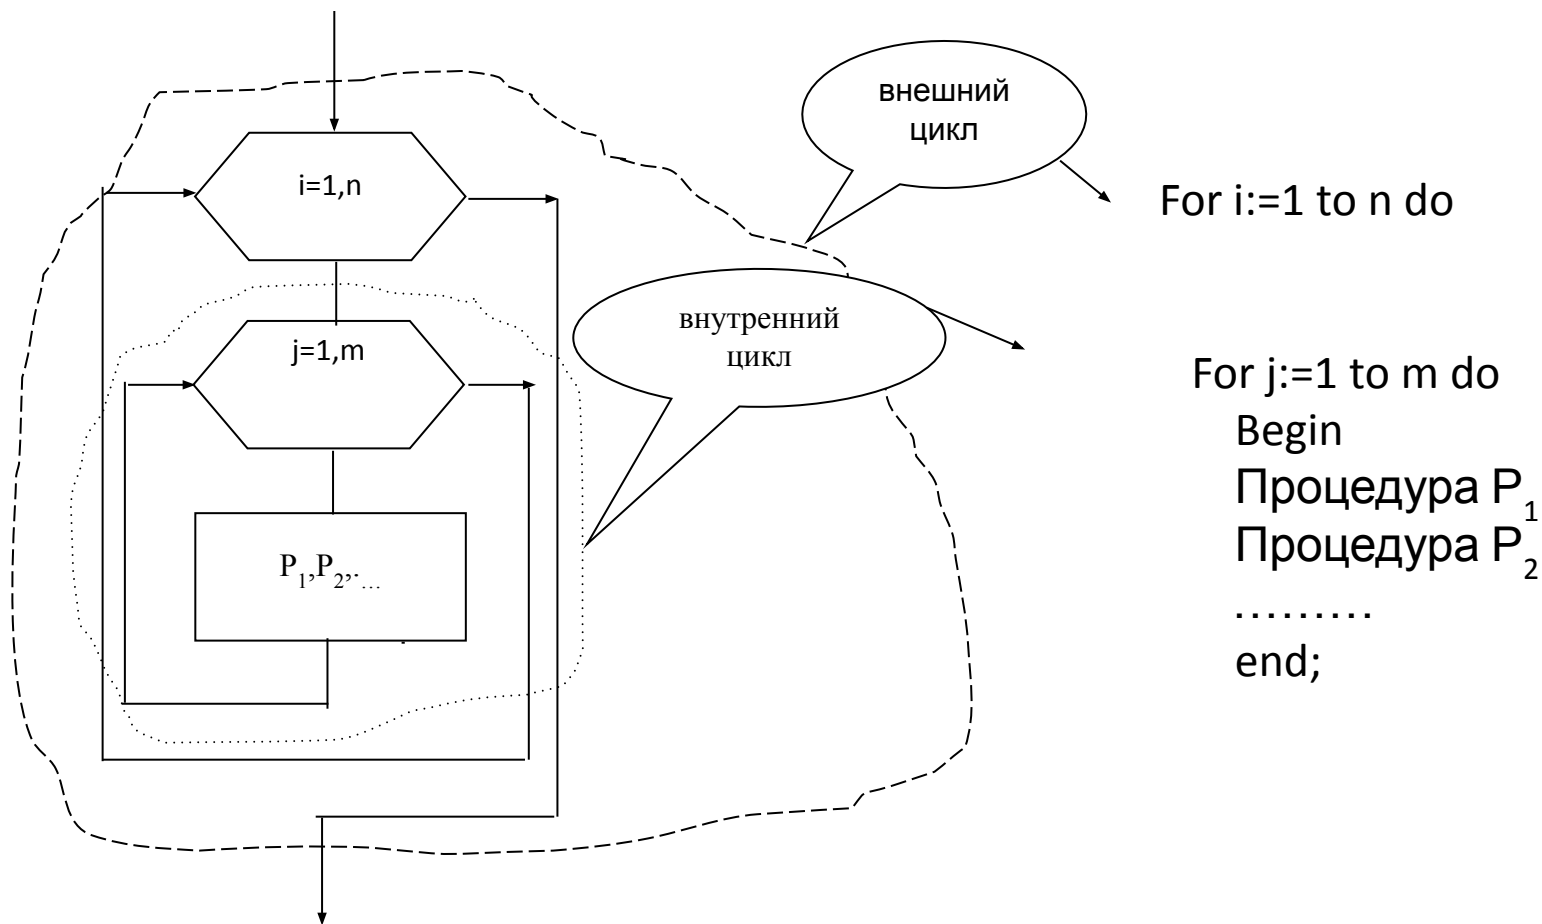 внешний
цикл
i=1,n
For i:=1 to n do
внутренний
цикл
j=1,m
For j:=1 to m do
Begin
Процедура P₁
Процедура P₂
P₁,P₂,.…
………
end;